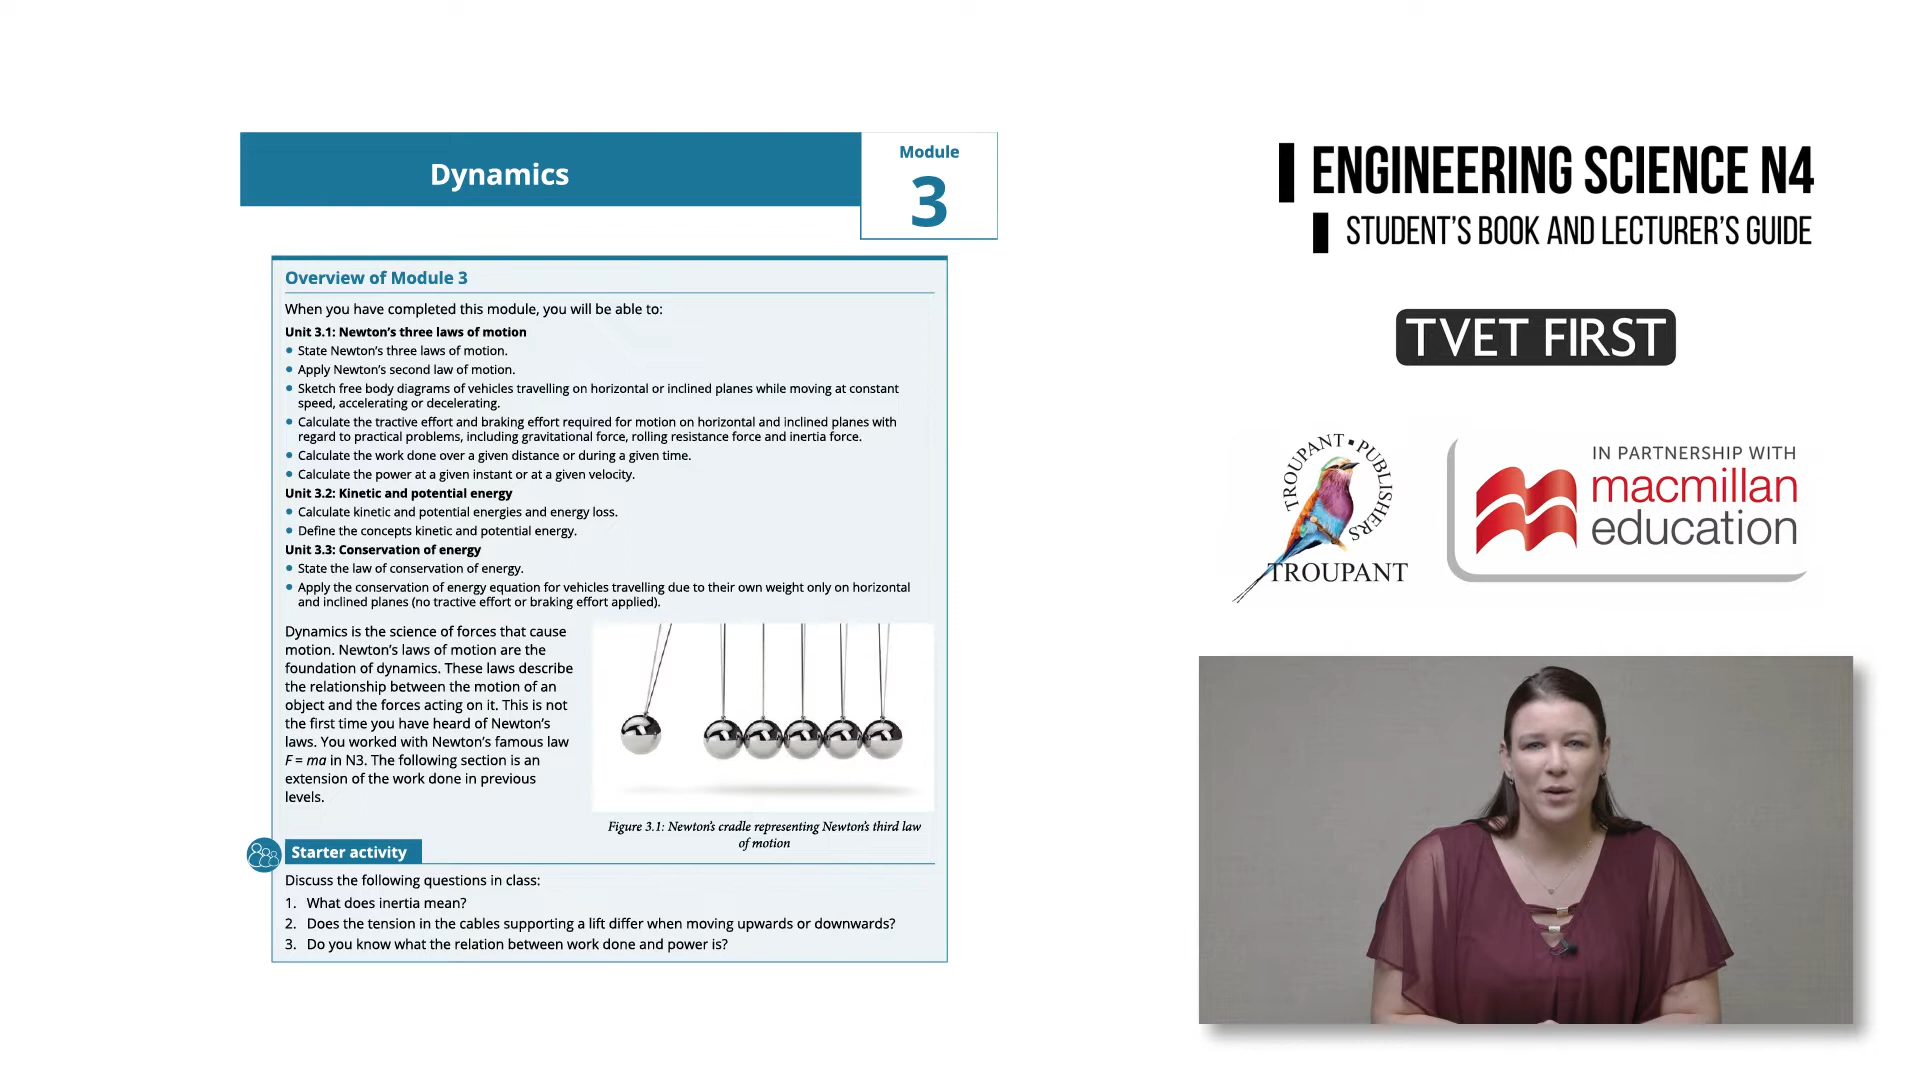 Dynamics
Module
3
Overview of Module 3
When you have completed this module, you will be able to:
Unit 3.1: Newton’s three laws of motion
• State Newton’s three laws of motion.
• Apply Newton’s second law of motion.
• Sketch free body diagrams of vehicles travelling on horizontal or inclined planes while moving at constant
speed, accelerating or decelerating.
• Calculate the tractive effort and braking effort required for motion on horizontal and inclined planes with
regard to practical problems, including gravitational force, rolling resistance force and inertia force.
• Calculate the work done over a given distance or during a given time.
• Calculate the power at a given instant or at a given velocity.
Unit 3.2: Kinetic and potential energy
• Calculate kinetic and potential energies and energy loss.
• Define the concepts kinetic and potential energy.
Unit 3.3: Conservation of energy
• State the law of conservation of energy.
• Apply the conservation of energy equation for vehicles travelling due to their own weight only on horizontal
and inclined planes (no tractive effort or braking effort applied).
Dynamics is the science of forces that cause
motion. Newton’s laws of motion are the
foundation of dynamics. These laws describe
the relationship between the motion of an
object and the forces acting on it. This is not
the first time you have heard of Newton’s
laws. You worked with Newton’s famous law
F = ma in N3. The following section is an
extension of the work done in previous
levels.
Figure 3.1: Newton’s cradle representing Newton’s third law
of motion
Starter activity
Discuss the following questions in class:
1. What does inertia mean?
2. Does the tension in the cables supporting a lift differ when moving upwards or downwards?
3. Do you know what the relation between work done and power is?
ENGINEERING SCIENCE N4
STUDENT’S BOOK AND LECTURER’S GUIDE
TVET FIRST
TROUPANT • PUBLISHERS
TROUPANT
IN PARTNERSHIP WITH
macmillan
education